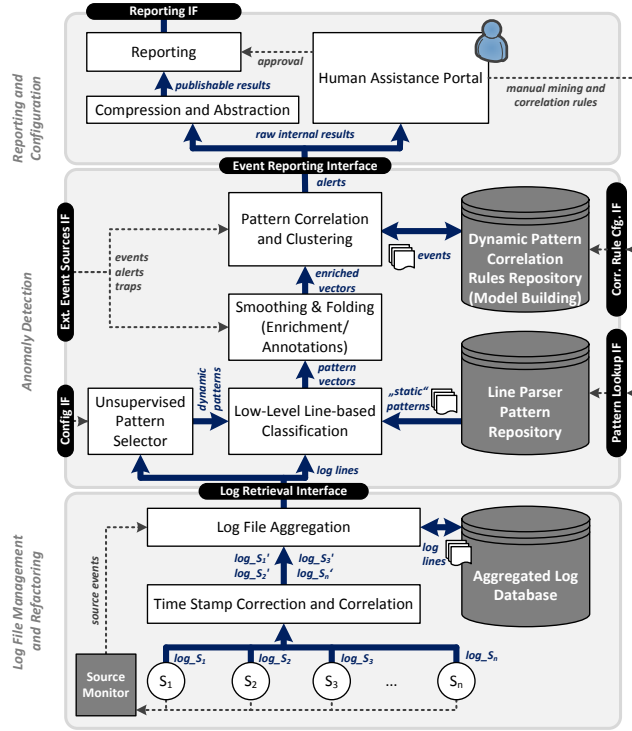 Reporting IF
Reporting
approval
Human Assistance Portal
publishable results
manual mining and
correlation rules
Compression and Abstraction
raw internal results
Reporting and
Configuration
Event Reporting Interface
alerts
Ext. Event Sources IF
Pattern Correlation
and Clustering
events
Dynamic Pattern
Correlation
Rules Repository
(Model Building)
Corr. Rule Cfg. IF
events
alerts
traps
enriched
vectors
Smoothing & Folding
(Enrichment/
Annotations)
Anomaly Detection
pattern
vectors
Config IF
Unsupervised
Pattern
Selector
dynamic
patterns
Low-Level Line-based
Classification
„static“
patterns
Line Parser
Pattern
Repository
Pattern Lookup IF
log lines
Log Retrieval Interface
Log File Aggregation
log
lines
Aggregated Log
Database
log_S1'
log_S3'
log_S2'
log_Sn‘
source events
Time Stamp Correction and Correlation
Log File Management
and Refactoring
log_S1
log_S2
log_S3
log_Sn
Source
Monitor
S1
S2
S3
...
Sn